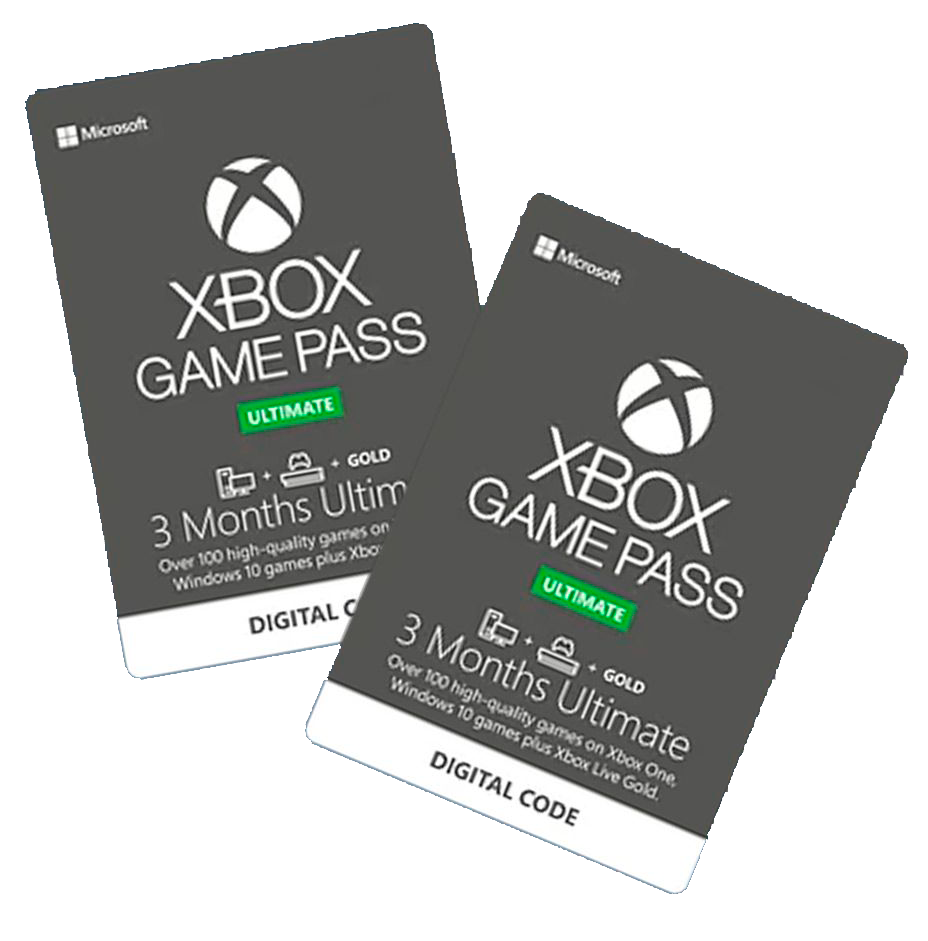 Microsoft
XBOX
GAME PASS
ULTIMATE
+ + GOLD
3 Months Ultim
Over 100 high-quality games on
Windows 10 games plus Xbo
DIGITAL C
Microsoft
XBOX
GAME PASS
ULTIMATE
+ + GOLD
3 Months Ultimate
Over 100 high-quality games on Xbox One,
Windows 10 games plus Xbox Live Gold.
DIGITAL CODE